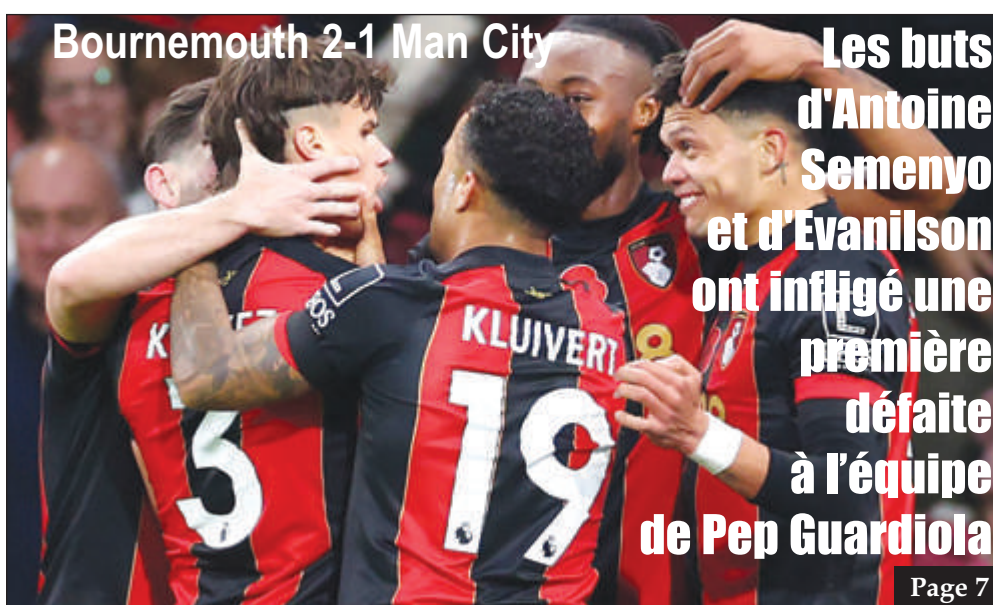 Bournemouth 2-1 Man City
Les buts
d'Antoine
Semenyo
et d'Evanilson
ont infligé une
première
défaite
à l'équipe
de Pep Guardiola
KLUIVERT
3
19
8
Page 7